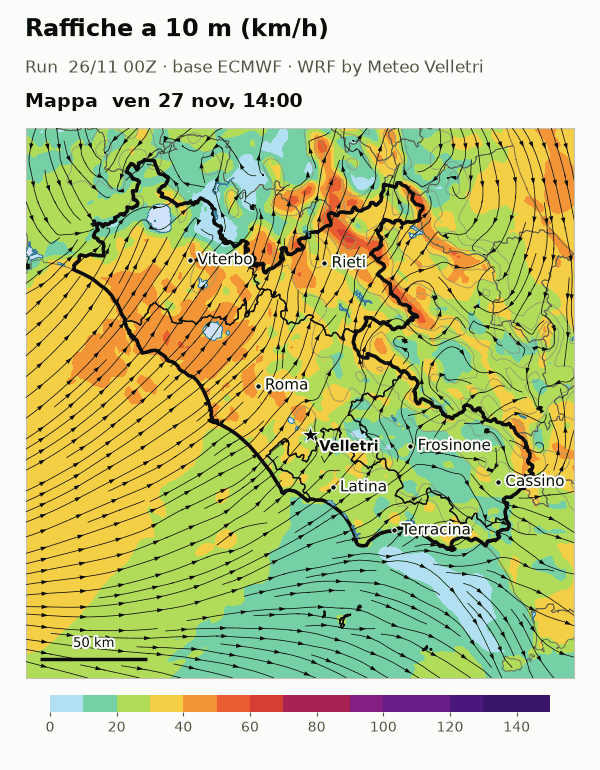 Raffiche a 10 m (km/h)
Run  26/11 00Z · base ECMWF · WRF by Meteo Velletri
Mappa  ven 27 nov, 14:00
Viterbo
Rieti
Roma
Velletri
Frosinone
Cassino
Latina
Terracina
50 km
0 20 40 60 80 100 120 140